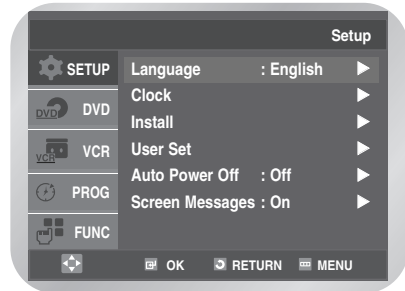 Setup
SETUP
Language : English ►
Clock ►
Install ►
User Set ►
Auto Power Off : Off ►
Screen Messages : On ►
DVD DVD
VCR VCR
PROG
FUNC
OK RETURN MENU